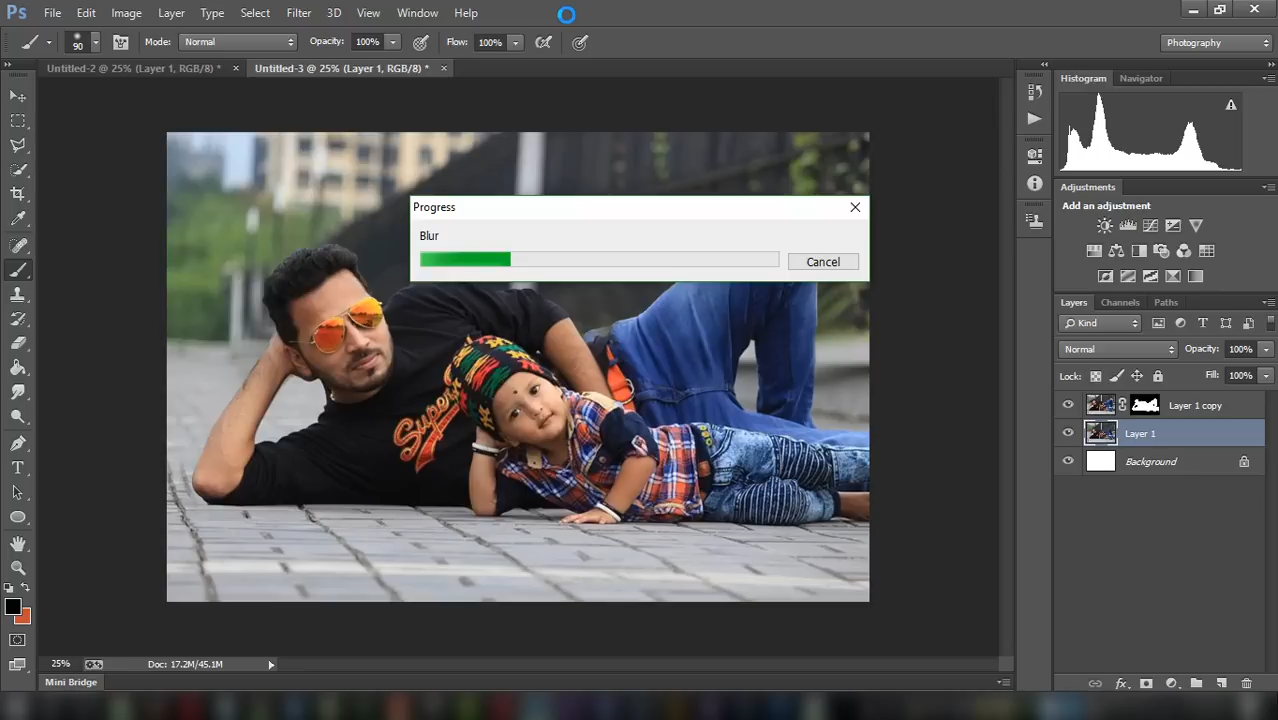 Ps File Edit Image Layer Type Select Filter 3D View Window Help
90 Mode: Normal Opacity: 100% Flow: 100% Photography
Untitled-2 @ 25% (Layer 1, RGB/8) * × Untitled-3 @ 25% (Layer 1, RGB/8) * ×
Histogram Navigator
Progress
Blur
Cancel
Adjustments
Add an adjustment
Layers Channels Paths
Kind
Normal Opacity: 100%
Lock: Fill: 100%
Layer 1 copy
Layer 1
Background
Super
25% Doc: 17.2M/45.1M
Mini Bridge